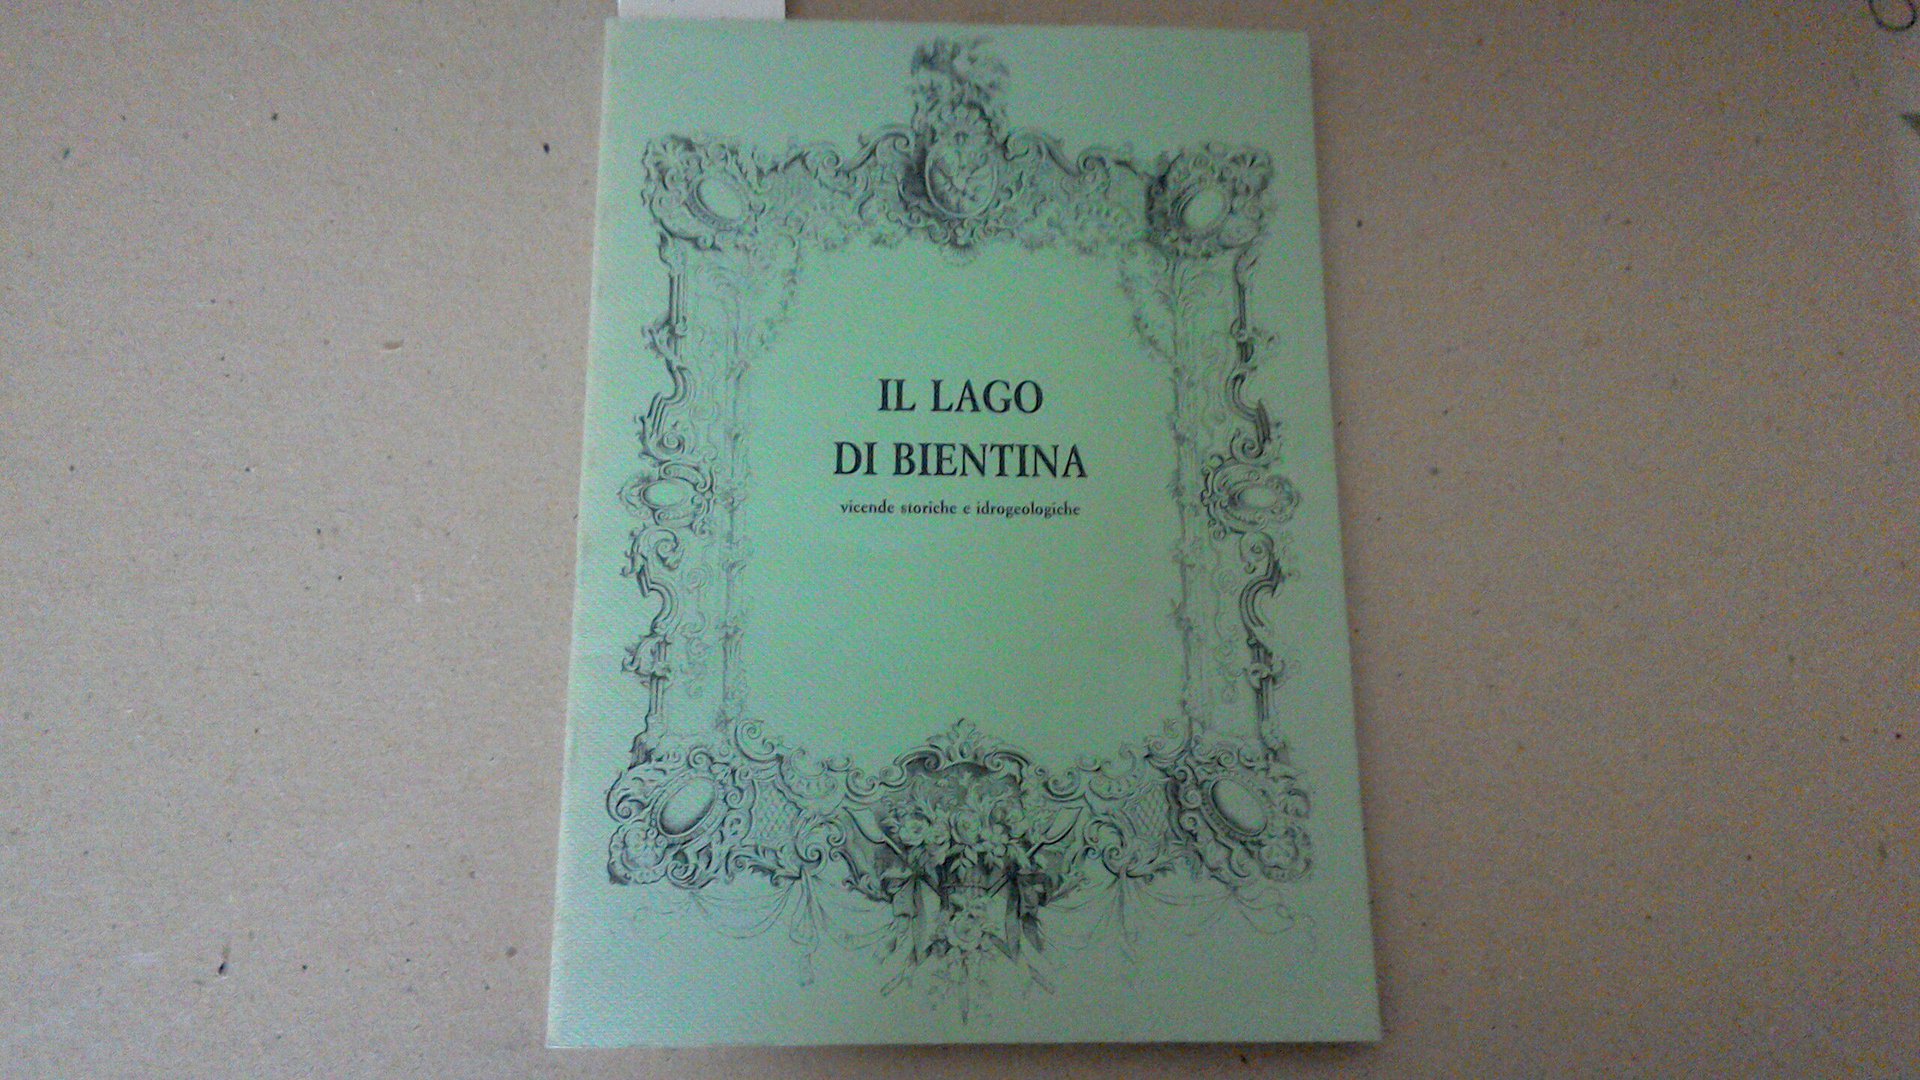 IL LAGO
DI BIENTINA
vicende storiche e idrogeologiche